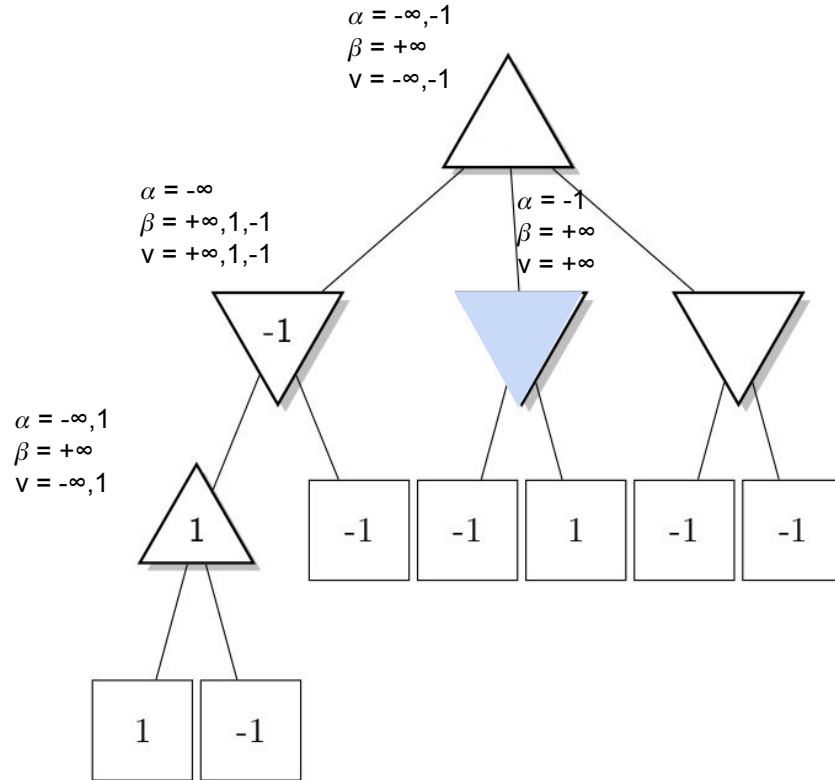 α = -∞,-1
β = +∞
v = -∞,-1
α = -∞
β = +∞,1,-1
v = +∞,1,-1
α = -1
β = +∞
v = +∞
-1
α = -∞,1
β = +∞
v = -∞,1
1
-1
-1
1
-1
-1
1
-1